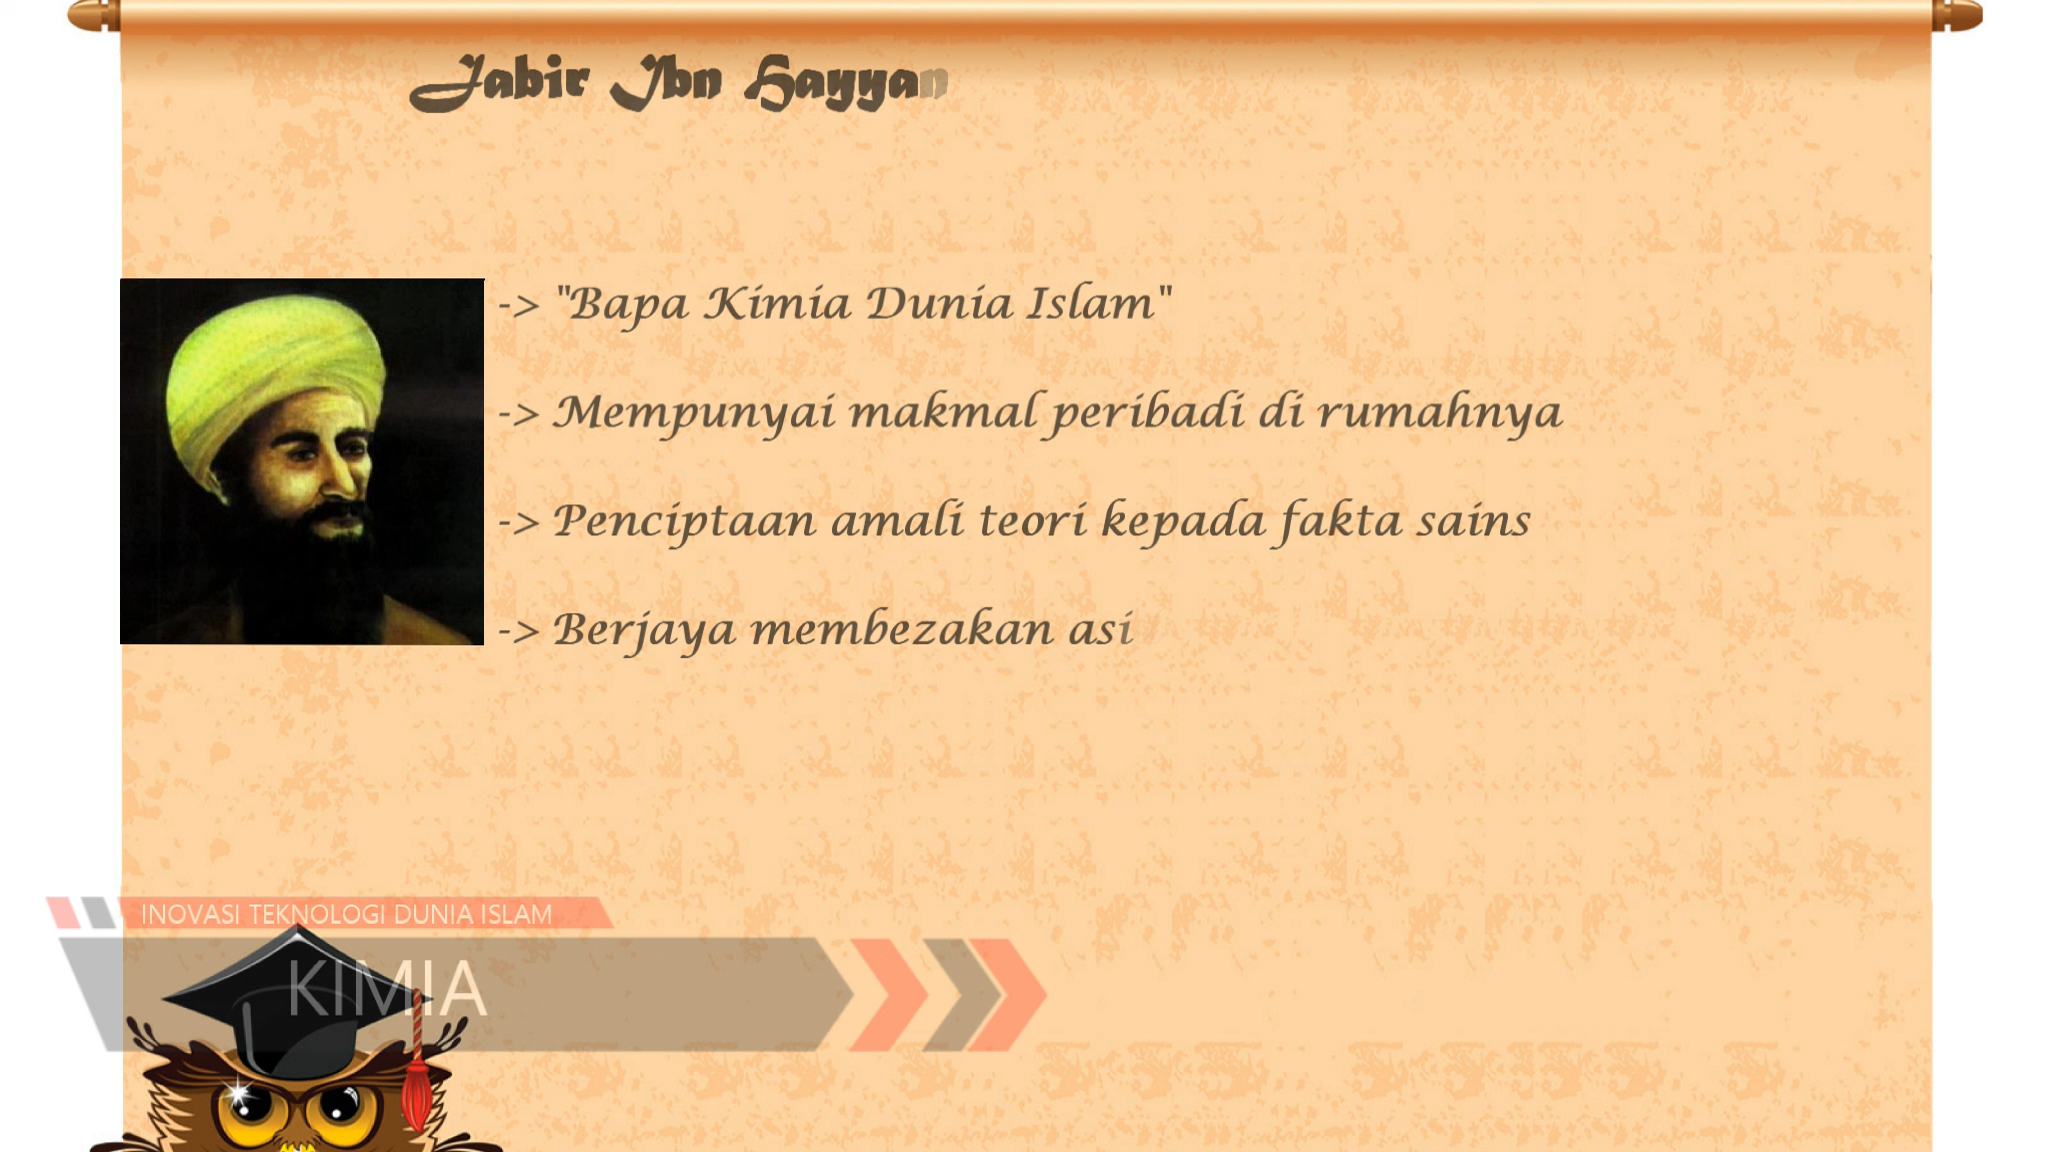 Jabir Ibn Hayyan
-> "Bapa Kimia Dunia Islam"
-> Mempunyai makmal peribadi di rumahnya
-> Penciptaan amali teori kepada fakta sains
-> Berjaya membezakan asi
INOVASI TEKNOLOGI DUNIA ISLAM
KIMIA